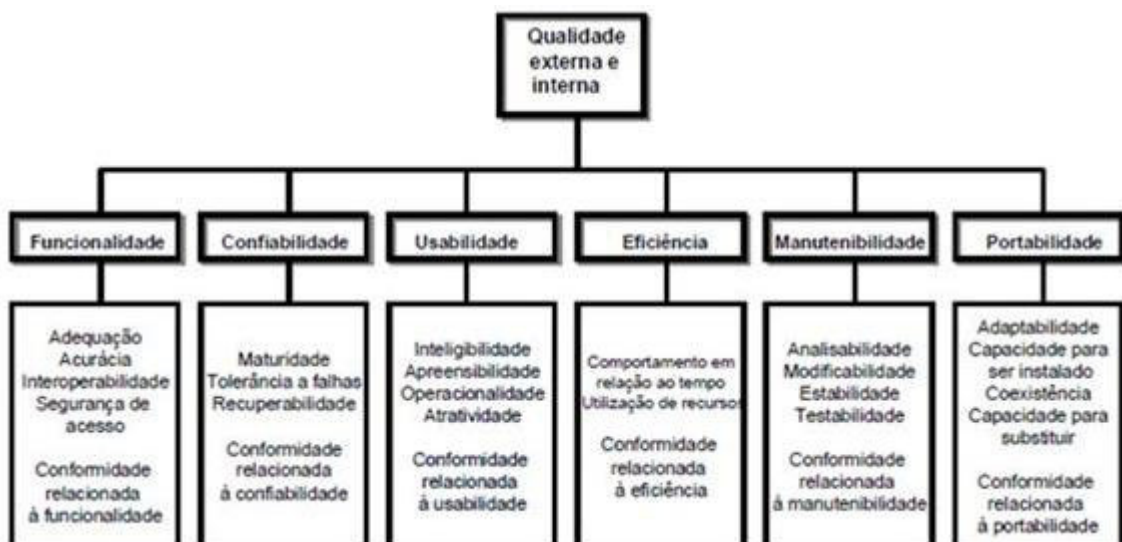 Qualidade
externa e
interna
Funcionalidade
Confiabilidade
Usabilidade
Eficiência
Manutenibilidade
Portabilidade
Adequação
Acurácia
Interoperabilidade
Segurança de
acesso
Conformidade
relacionada
à funcionalidade
Maturidade
Tolerância a falhas
Recuperabilidade
Conformidade
relacionada
à confiabilidade
Inteligibilidade
Apreensibilidade
Operacionalidade
Atratividade
Conformidade
relacionada
à usabilidade
Comportamento em
relação ao tempo
Utilização de recursos
Conformidade
relacionada
à eficiência
Analisabilidade
Modificabilidade
Estabilidade
Testabilidade
Conformidade
relacionada
à manutenibilidade
Adaptabilidade
Capacidade para
ser instalado
Coexistência
Capacidade para
substituir
Conformidade
relacionada
à portabilidade